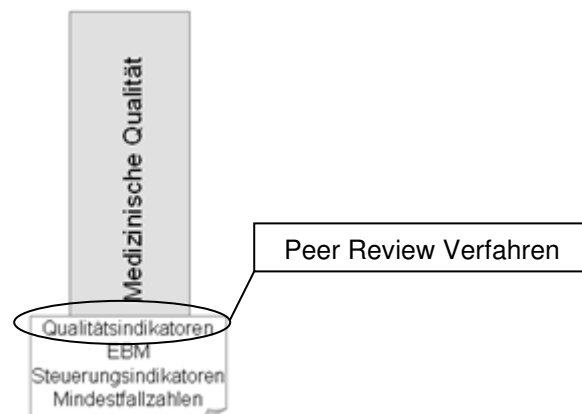 Medizinische Qualität
Peer Review Verfahren
Qualitätsindikatoren
EBM
Steuerungsindikatoren
Mindestfallzahlen